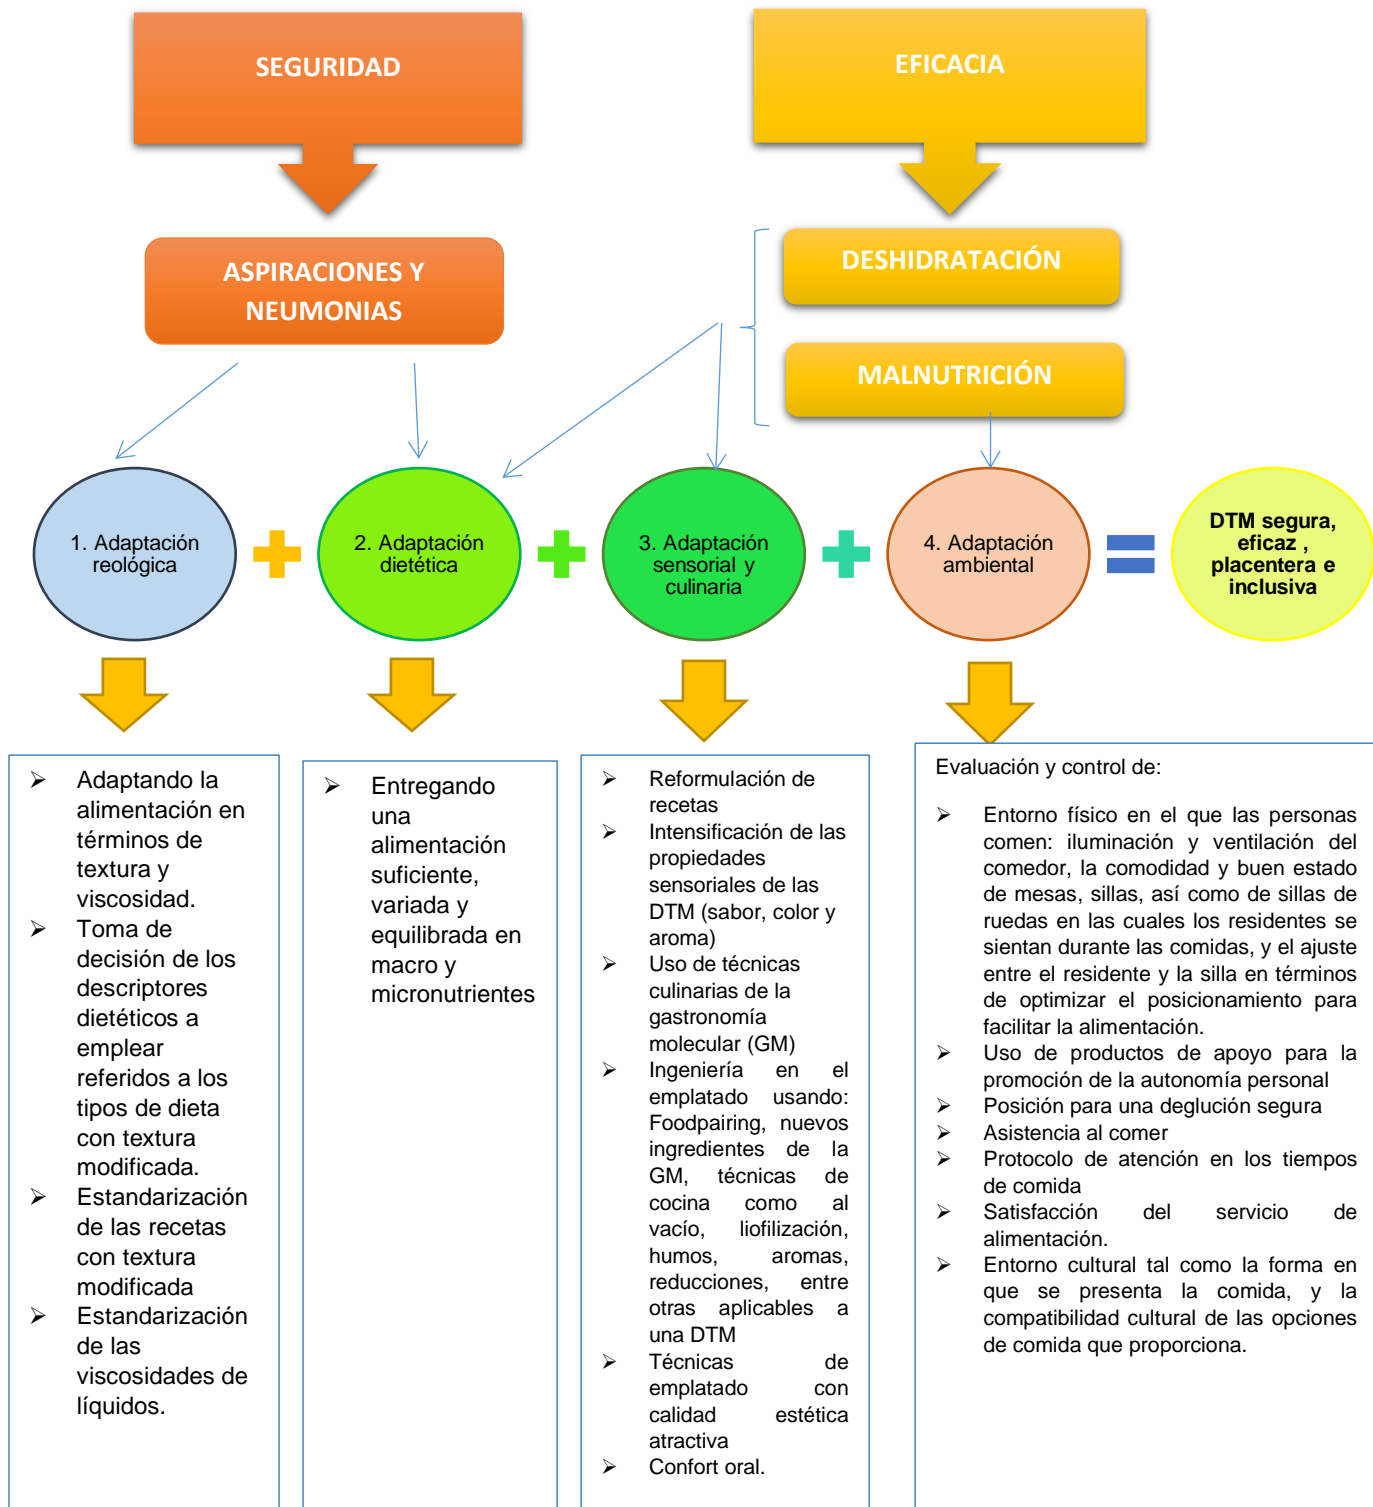 SEGURIDAD
EFICACIA
ASPIRACIONES Y
NEUMONIAS
DESHIDRATACIÓN
MALNUTRICIÓN
1. Adaptación
reológica
2. Adaptación
dietética
3. Adaptación
sensorial y
culinaria
4. Adaptación
ambiental
DTM segura,
eficaz ,
placentera e
inclusiva
➢ Adaptando la
alimentación en
términos de
textura y
viscosidad.
➢ Toma de
decisión de los
descriptores
dietéticos a
emplear
referidos a los
tipos de dieta
con textura
modificada.
➢ Estandarización
de las recetas
con textura
modificada
➢ Estandarización
de las
viscosidades de
líquidos.
➢ Entregando
una
alimentación
suficiente,
variada y
equilibrada en
macro y
micronutrientes
➢ Reformulación de
recetas
➢ Intensificación de las
propiedades
sensoriales de las
DTM (sabor, color y
aroma)
➢ Uso de técnicas
culinarias de la
gastronomía
molecular (GM)
➢ Ingeniería en el
emplatado usando:
Foodpairing, nuevos
ingredientes de la
GM, técnicas de
cocina como al
vacío, liofilización,
humos, aromas,
reducciones, entre
otras aplicables a
una DTM
➢ Técnicas de
emplatado con
calidad estética
atractiva
➢ Confort oral.
Evaluación y control de:
➢ Entorno físico en el que las personas
comen: iluminación y ventilación del
comedor, la comodidad y buen estado
de mesas, sillas, así como de sillas de
ruedas en las cuales los residentes se
sientan durante las comidas, y el ajuste
entre el residente y la silla en términos
de optimizar el posicionamiento para
facilitar la alimentación.
➢ Uso de productos de apoyo para la
promoción de la autonomía personal
➢ Posición para una deglución segura
➢ Asistencia al comer
➢ Protocolo de atención en los tiempos
de comida
➢ Satisfacción del servicio de
alimentación.
➢ Entorno cultural tal como la forma en
que se presenta la comida, y la
compatibilidad cultural de las opciones
de comida que proporciona.